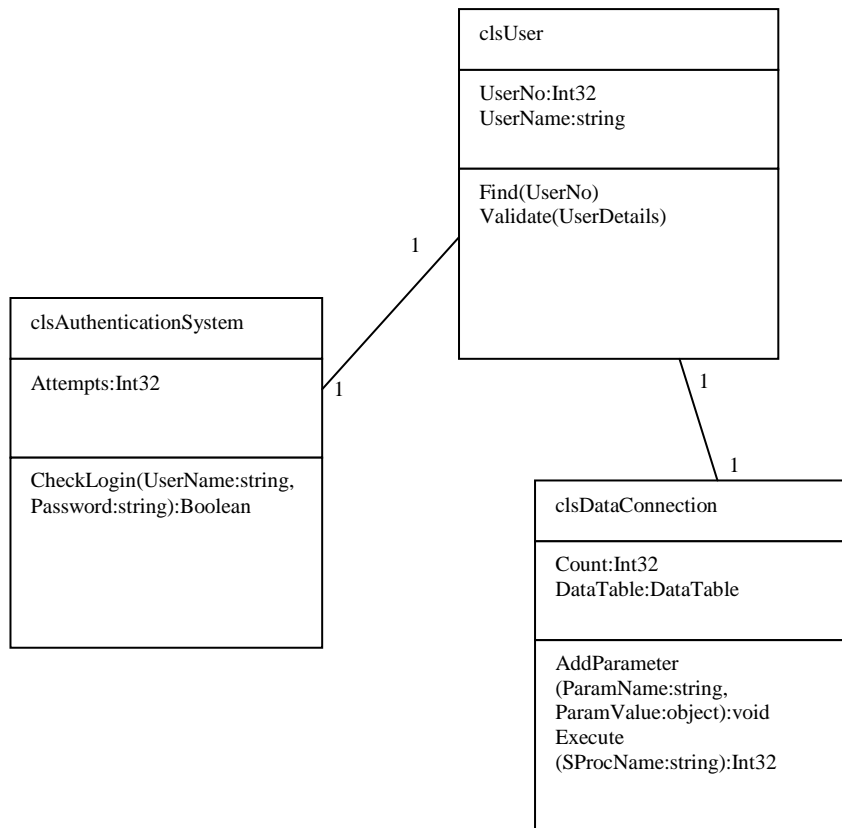 clsUser
UserNo:Int32
UserName:string
Find(UserNo)
Validate(UserDetails)
1
clsAuthenticationSystem
Attempts:Int32
1
CheckLogin(UserName:string,
Password:string):Boolean
1
1
clsDataConnection
Count:Int32
DataTable:DataTable
AddParameter
(ParamName:string,
ParamValue:object):void
Execute
(SProcName:string):Int32